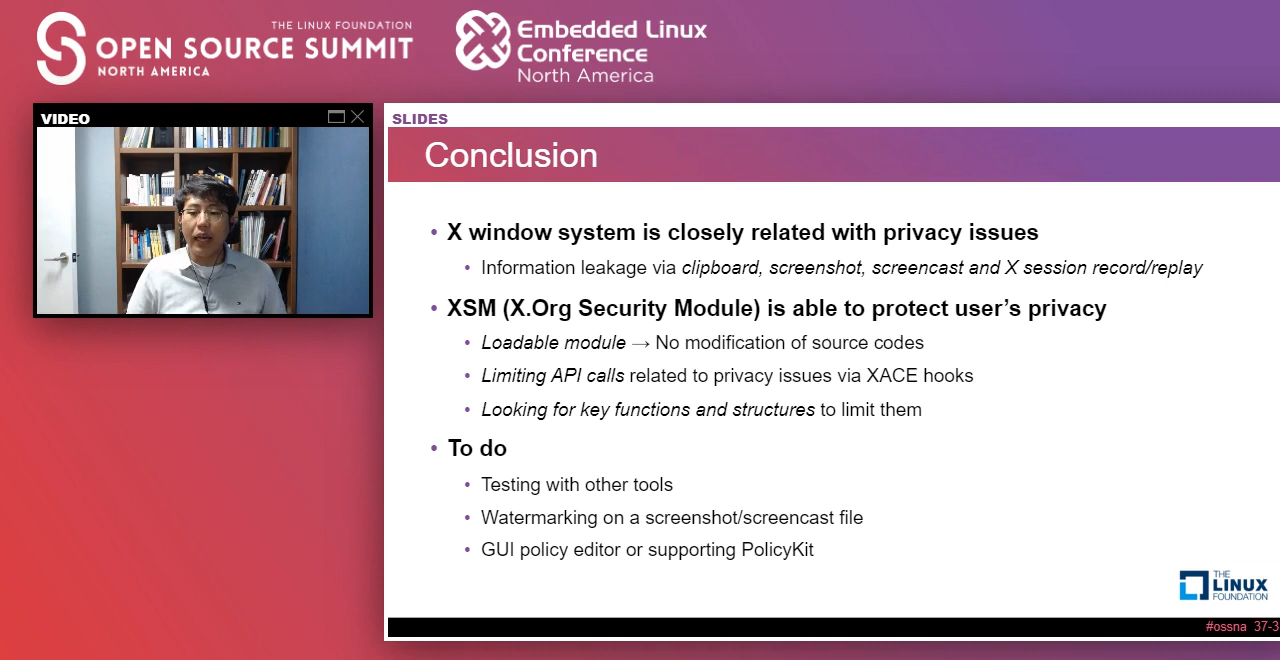 THE LINUX FOUNDATION
OPEN SOURCE SUMMIT
NORTH AMERICA
Embedded Linux
Conference
North America
VIDEO
SLIDES
Conclusion
• X window system is closely related with privacy issues
• Information leakage via clipboard, screenshot, screencast and X session record/replay
• XSM (X.Org Security Module) is able to protect user’s privacy
• Loadable module → No modification of source codes
• Limiting API calls related to privacy issues via XACE hooks
• Looking for key functions and structures to limit them
• To do
• Testing with other tools
• Watermarking on a screenshot/screencast file
• GUI policy editor or supporting PolicyKit
THE
LINUX
FOUNDATION
#ossna 37-3